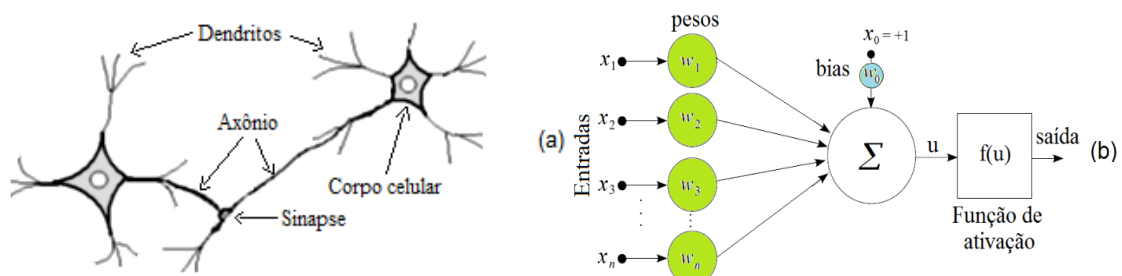 Dendritos
Axônio
Corpo celular
Sinapse
(a)
pesos
x₀ = +1
bias
w₀
x₁
w₁
x₂
w₂
x₃
w₃
xₙ
wₙ
Entradas
Σ
u
f(u)
saída
(b)
Função de
ativação